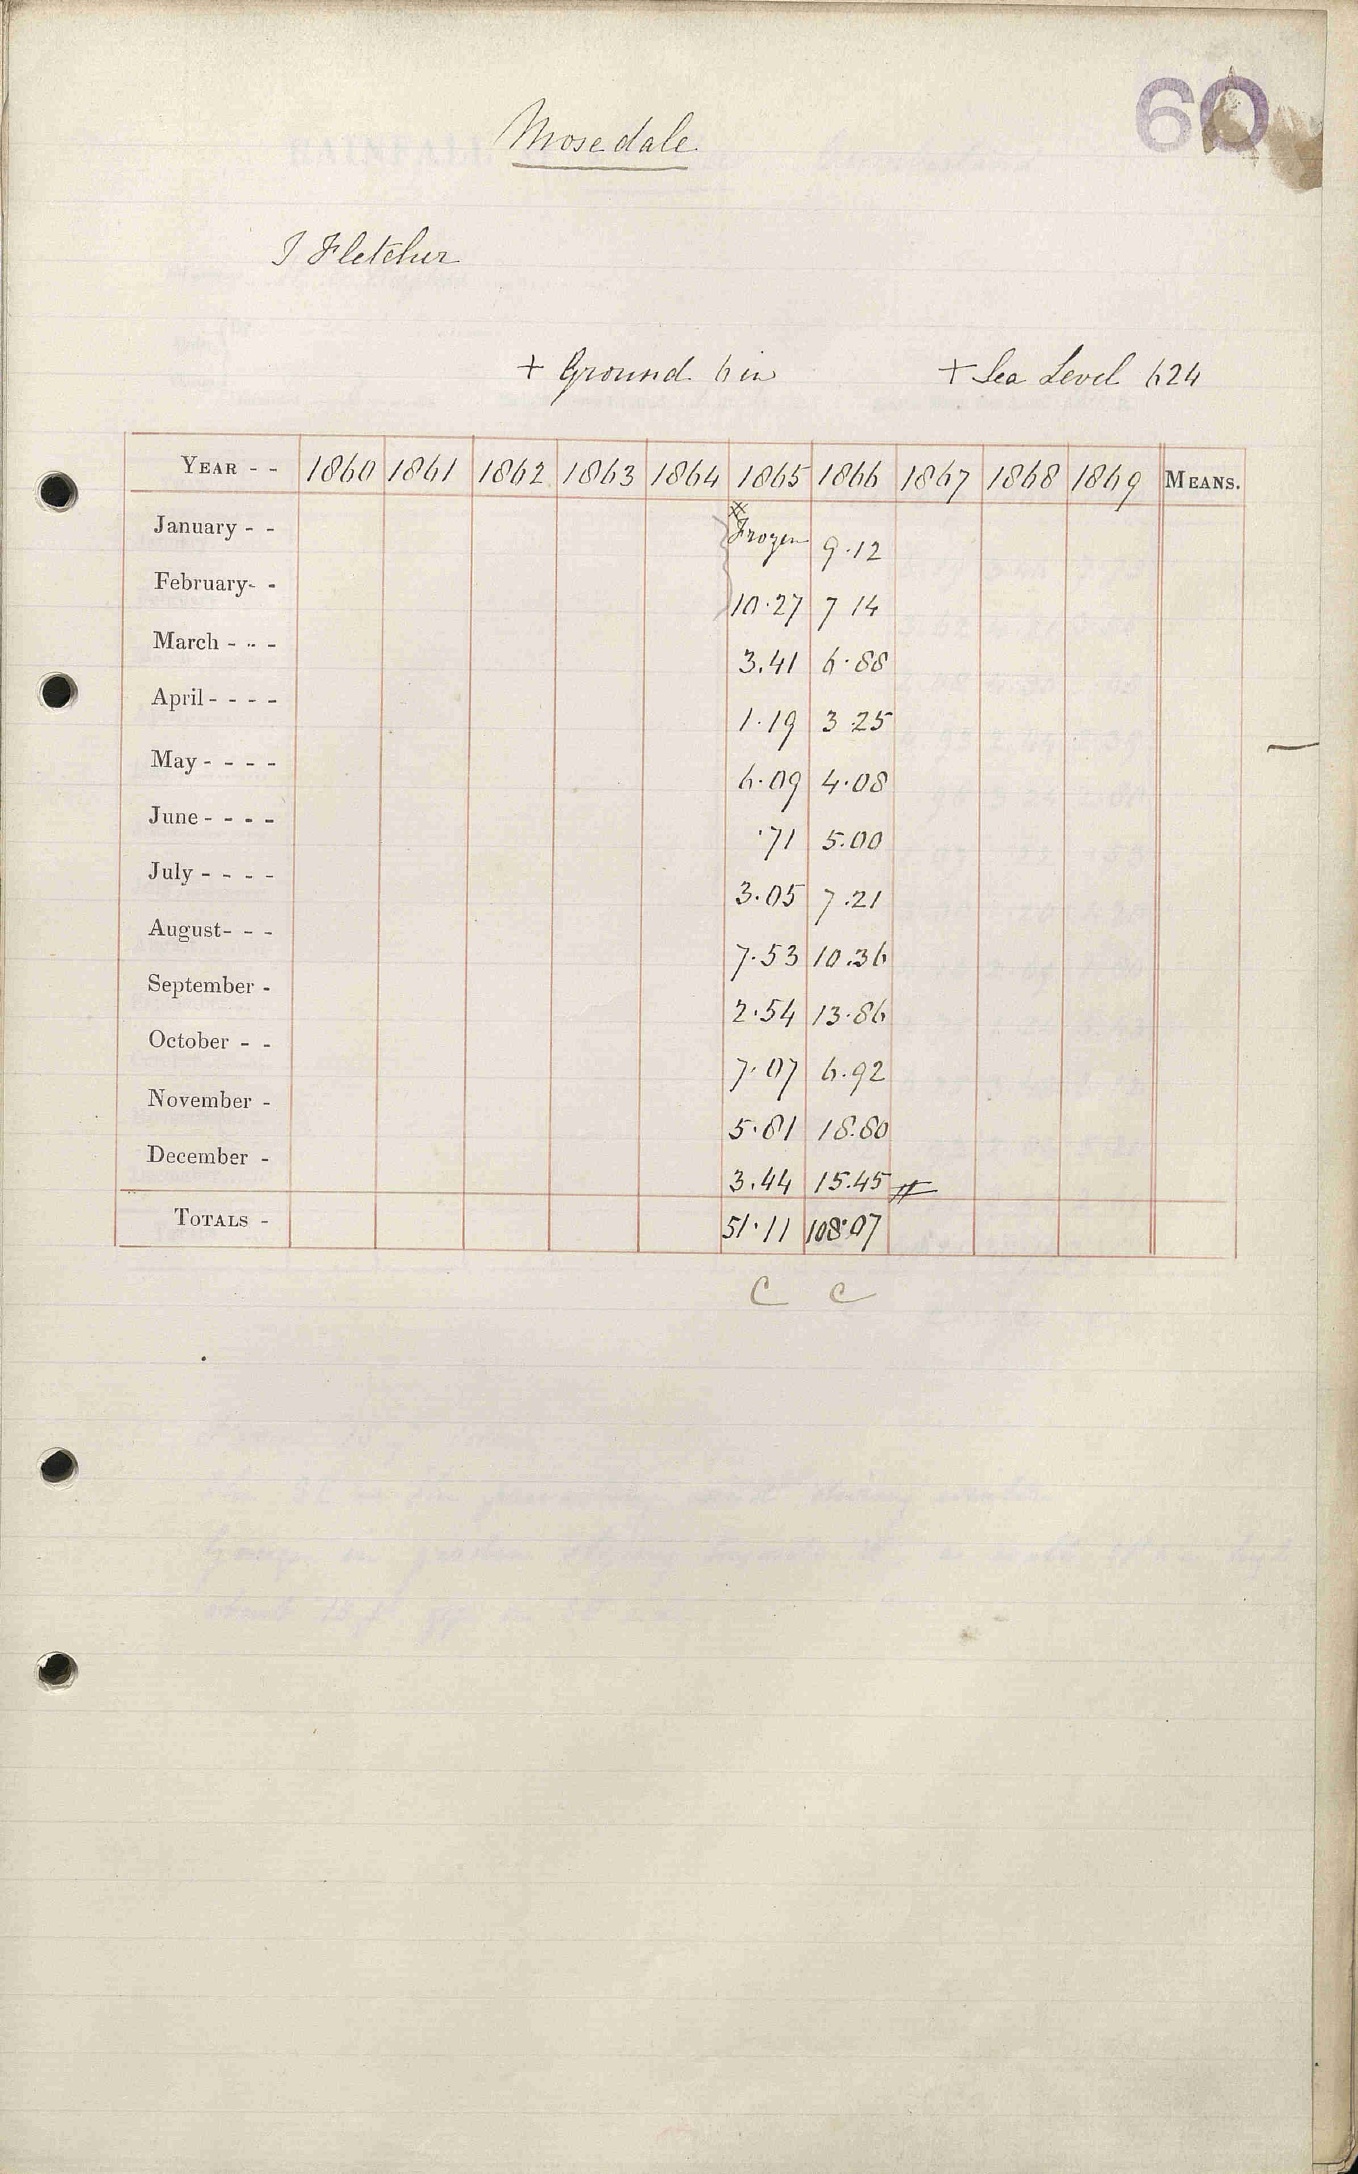 60
Mosedale
I Fletcher
+ Ground 6 in + Sea Level 624
YEAR - - 1860 1861 1862 1863 1864 1865 1866 1867 1868 1869 MEANS.
January - - Frozen 9.12
February- - 10.27 7 14
March - - - 3.41 6.88
April - - - - 1.19 3.25
May - - - - 6.09 4.08
June - - - - .71 5.00
July - - - - 3.05 7.21
August- - - 7.53 10.36
September - 2.54 13.86
October - - 7.07 6.92
November - 5.81 18.80
December - 3.44 15.45
TOTALS - 51.11 108.07
C C